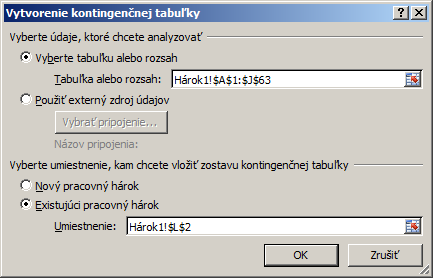 Vytvorenie kontingenčnej tabuľky
Vyberte údaje, ktoré chcete analyzovať
Vyberte tabuľku alebo rozsah
Tabuľka alebo rozsah: Hárok1!$A$1:$J$63
Použiť externý zdroj údajov
Vybrať pripojenie...
Názov pripojenia:
Vyberte umiestnenie, kam chcete vložiť zostavu kontingenčnej tabuľky
Nový pracovný hárok
Existujúci pracovný hárok
Umiestnenie: Hárok1!$L$2
OK Zrušiť